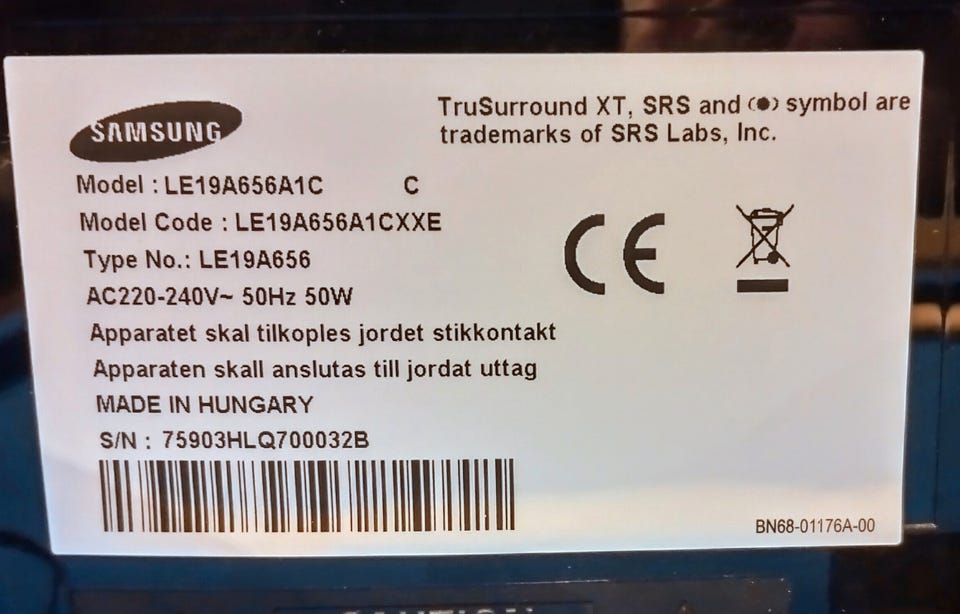 SAMSUNG
TruSurround XT, SRS and (●) symbol are
trademarks of SRS Labs, Inc.
Model : LE19A656A1C C
Model Code : LE19A656A1CXXE
Type No.: LE19A656
AC220-240V~ 50Hz 50W
Apparatet skal tilkoples jordet stikkontakt
Apparaten skall anslutas till jordat uttag
MADE IN HUNGARY
S/N : 75903HLQ700032B
CE
BN68-01176A-00